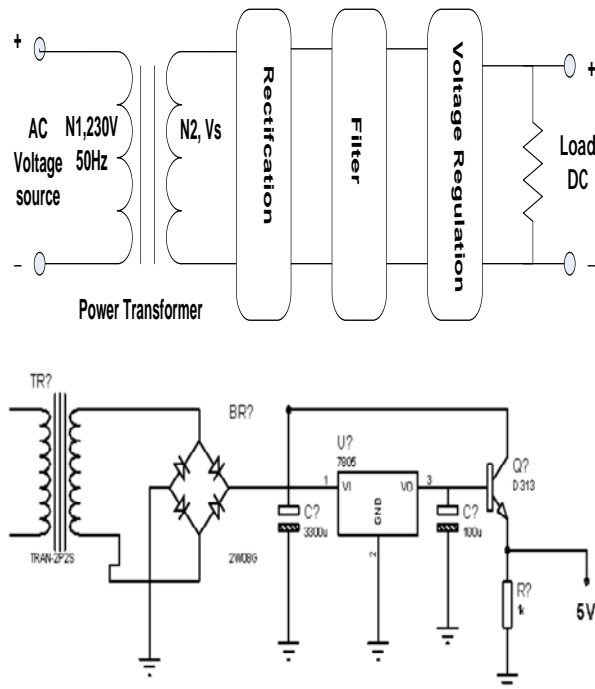 +
AC
Voltage
source
–
N1,230V
50Hz
N2, Vs
Rectifcation
Filter
Voltage Regulation
+
Load
DC
–
Power Transformer
TR?
TRAN-2P2S
BR?
2W08G
C?
3300u
U?
7805
1
VI
VO
3
GND
2
C?
100u
Q?
D313
R?
1k
5V